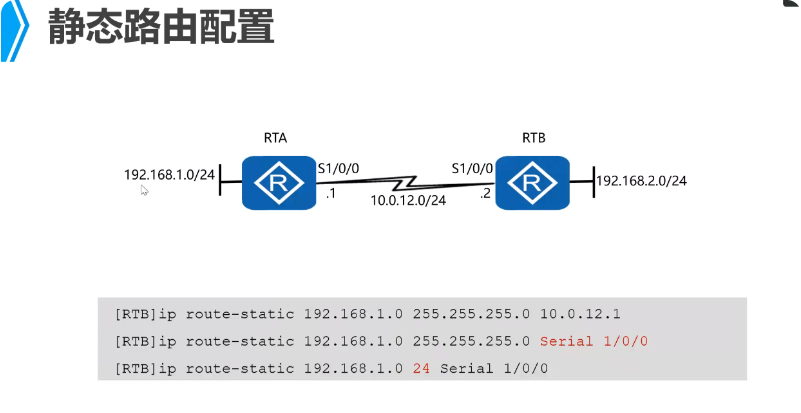 静态路由配置
RTA
RTB
192.168.1.0/24
S1/0/0
S1/0/0
192.168.2.0/24
R
R
.1
10.0.12.0/24
.2
[RTB]ip route-static 192.168.1.0 255.255.255.0 10.0.12.1
[RTB]ip route-static 192.168.1.0 255.255.255.0 Serial 1/0/0
[RTB]ip route-static 192.168.1.0 24 Serial 1/0/0